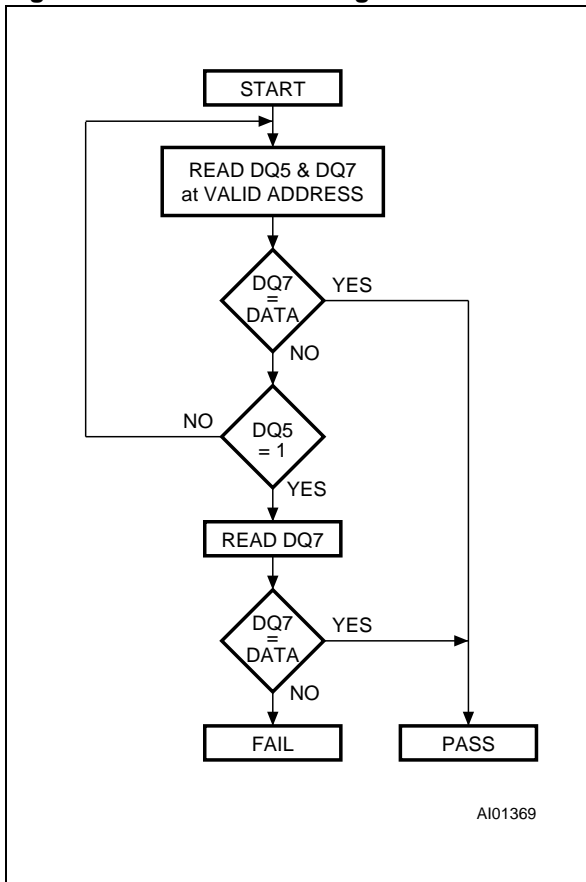 START
READ DQ5 & DQ7
at VALID ADDRESS
DQ7
=
DATA
YES
NO
DQ5
= 1
NO
YES
READ DQ7
DQ7
=
DATA
YES
NO
FAIL
PASS
AI01369